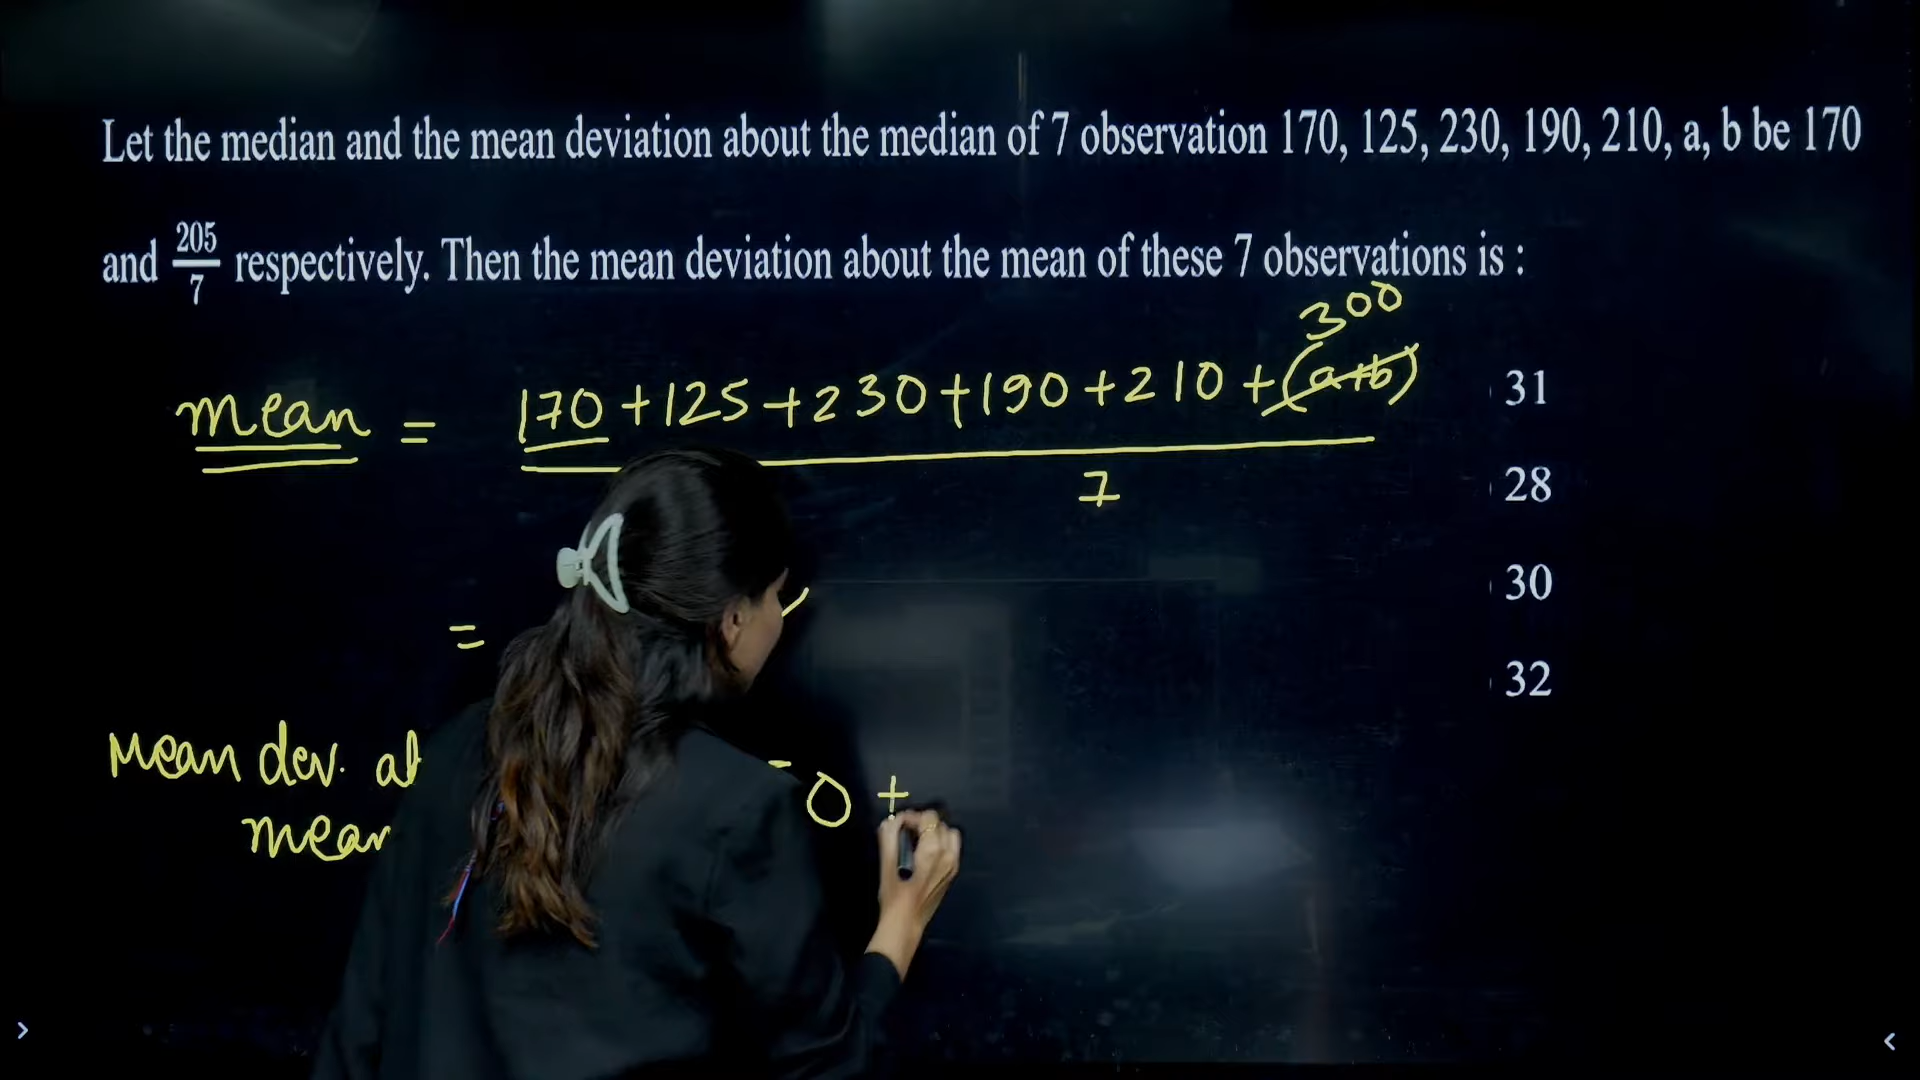 Let the median and the mean deviation about the median of 7 observation 170, 125, 230, 190, 210, a, b be 170
and 205/7 respectively. Then the mean deviation about the mean of these 7 observations is :
300
mean = 170+125+230+190+210+(a+b)
7
31
28
30
32
=
Mean dev. 0 +